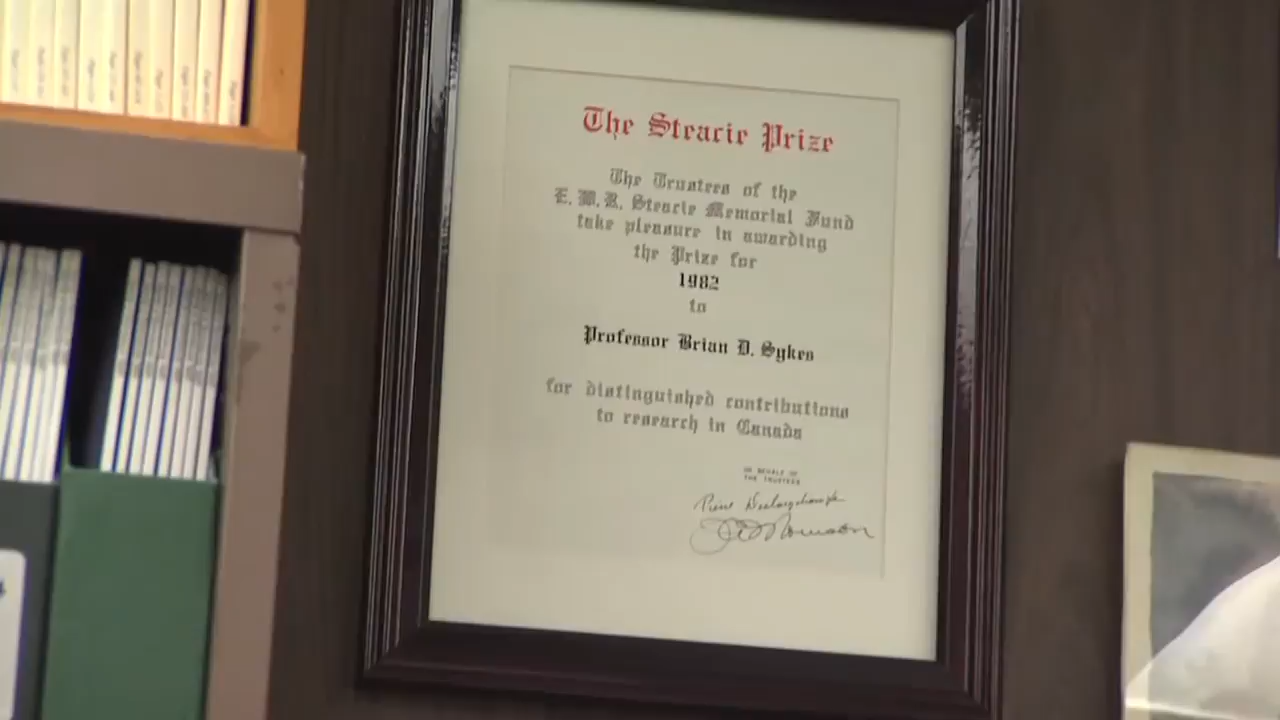 The Steacie Prize
The Trustees of the
E. W. R. Steacie Memorial Fund
take pleasure in awarding
the Prize for
1982
to
Professor Brian D. Sykes
for distinguished contributions
to research in Canada
ON BEHALF OF
THE TRUSTEES